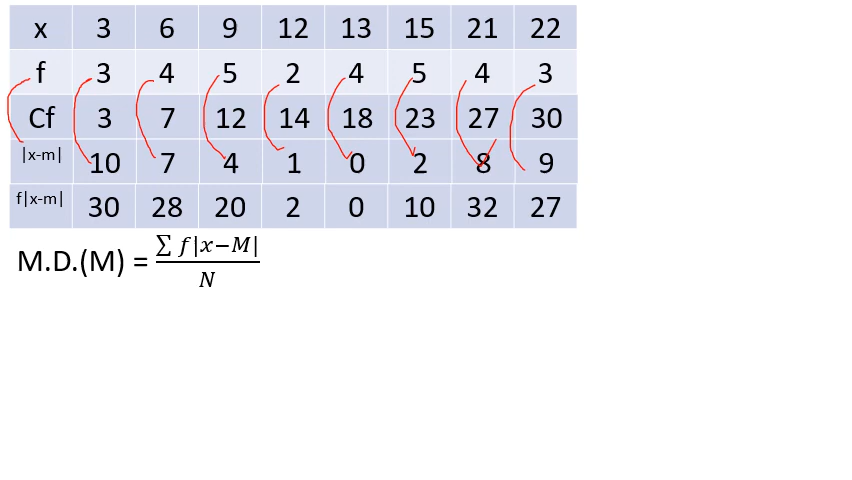 x 3 6 9 12 13 15 21 22
f 3 4 5 2 4 5 4 3
Cf 3 7 12 14 18 23 27 30
|x-m| 10 7 4 1 0 2 8 9
f|x-m| 30 28 20 2 0 10 32 27
M.D.(M) = ∑ f|x−M| / N